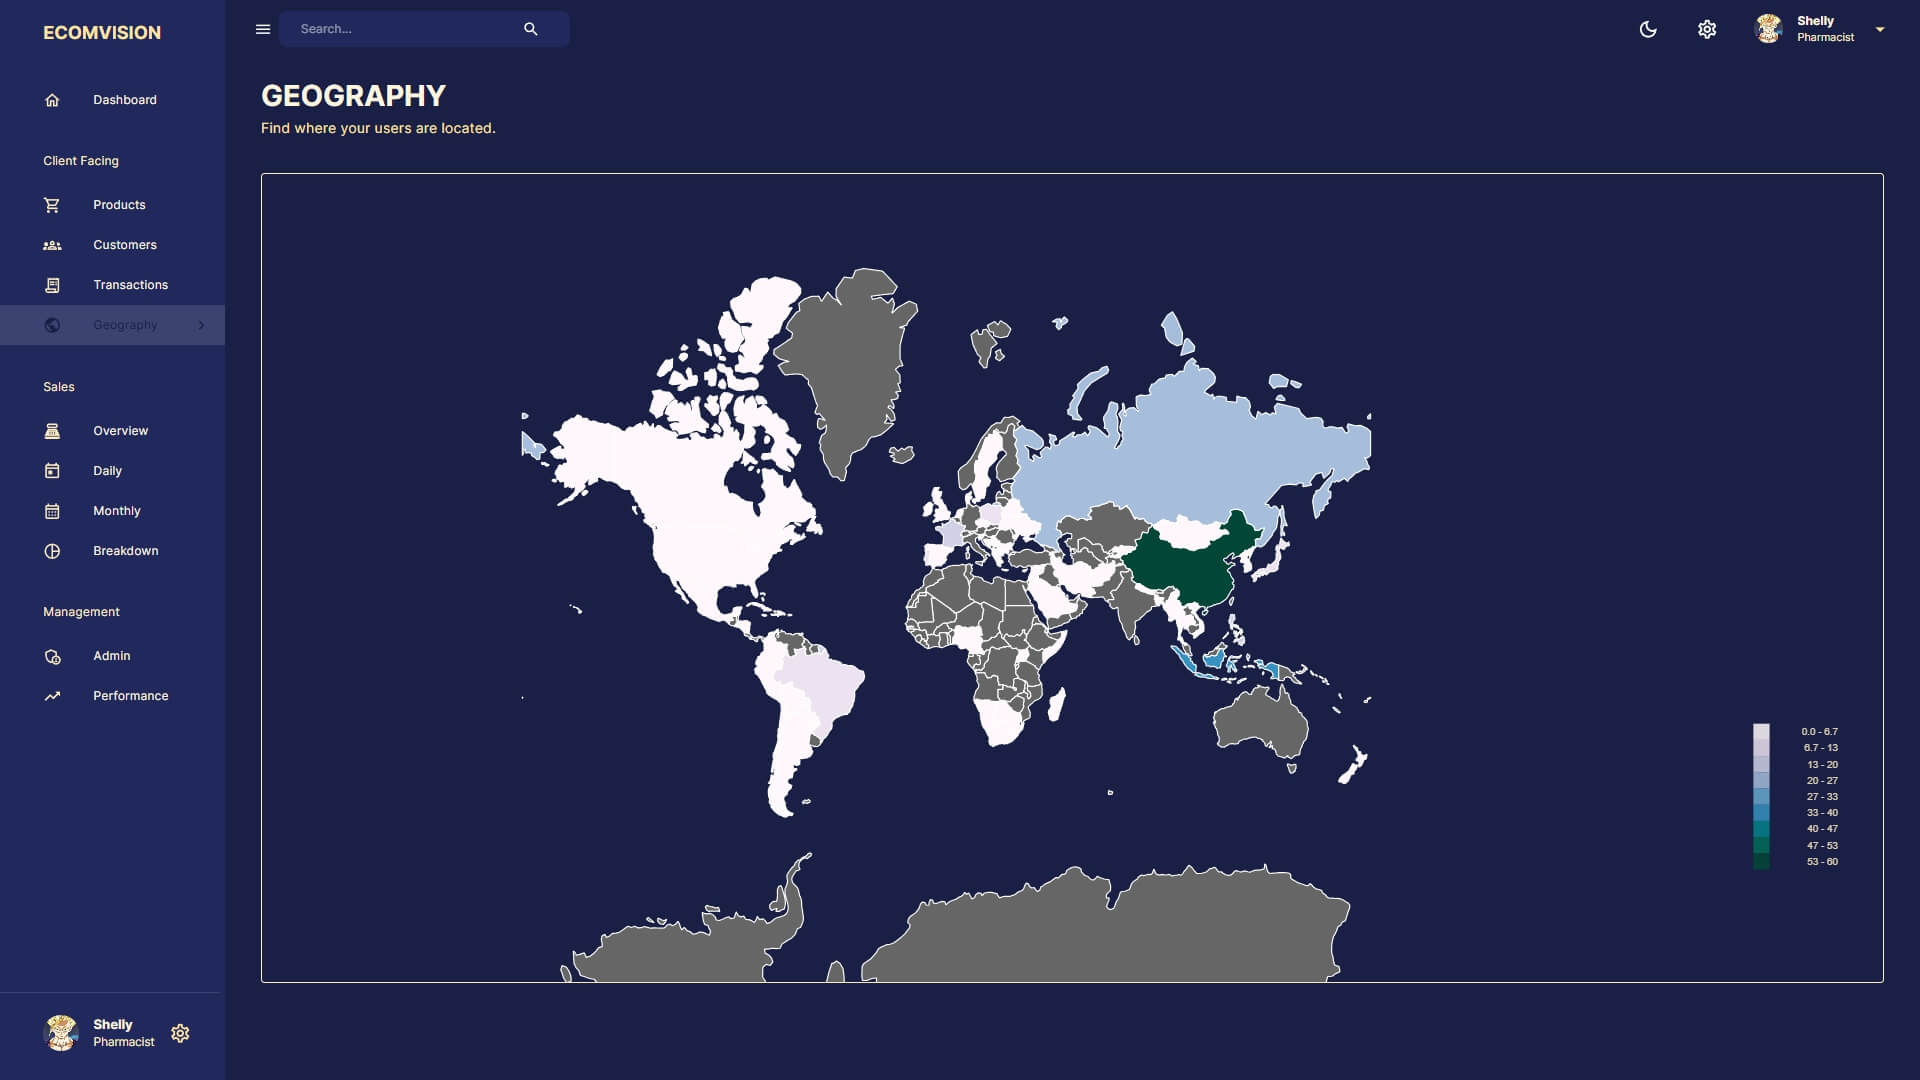 ECOMVISION
Search...
Shelly
Pharmacist
Dashboard
Client Facing
Products
Customers
Transactions
Geography
Sales
Overview
Daily
Monthly
Breakdown
Management
Admin
Performance
Shelly
Pharmacist
GEOGRAPHY
Find where your users are located.
0.0 - 6.7
6.7 - 13
13 - 20
20 - 27
27 - 33
33 - 40
40 - 47
47 - 53
53 - 60